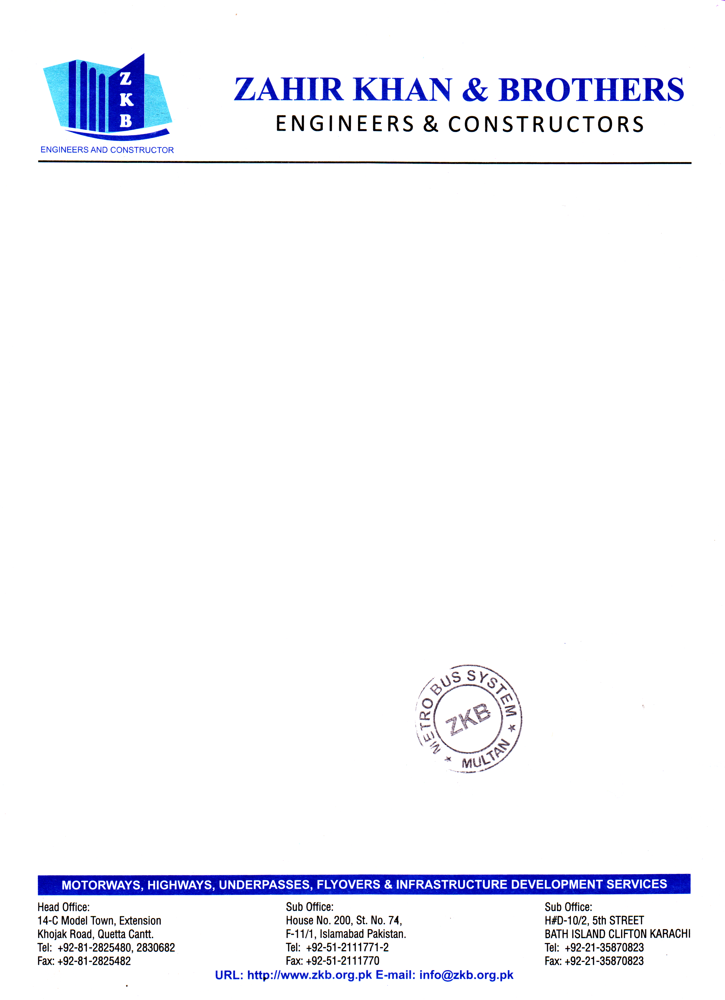 Z
K
B
ENGINEERS AND CONSTRUCTOR
ZAHIR KHAN & BROTHERS
ENGINEERS & CONSTRUCTORS
METRO BUS SYSTEM
ZKB
★ MULTAN ★
MOTORWAYS, HIGHWAYS, UNDERPASSES, FLYOVERS & INFRASTRUCTURE DEVELOPMENT SERVICES
Head Office:
14-C Model Town, Extension
Khojak Road, Quetta Cantt.
Tel: +92-81-2825480, 2830682
Fax: +92-81-2825482
Sub Office:
House No. 200, St. No. 74,
F-11/1, Islamabad Pakistan.
Tel: +92-51-2111771-2
Fax: +92-51-2111770
Sub Office:
H#D-10/2, 5th STREET
BATH ISLAND CLIFTON KARACHI
Tel: +92-21-35870823
Fax: +92-21-35870823
URL: http://www.zkb.org.pk E-mail: info@zkb.org.pk